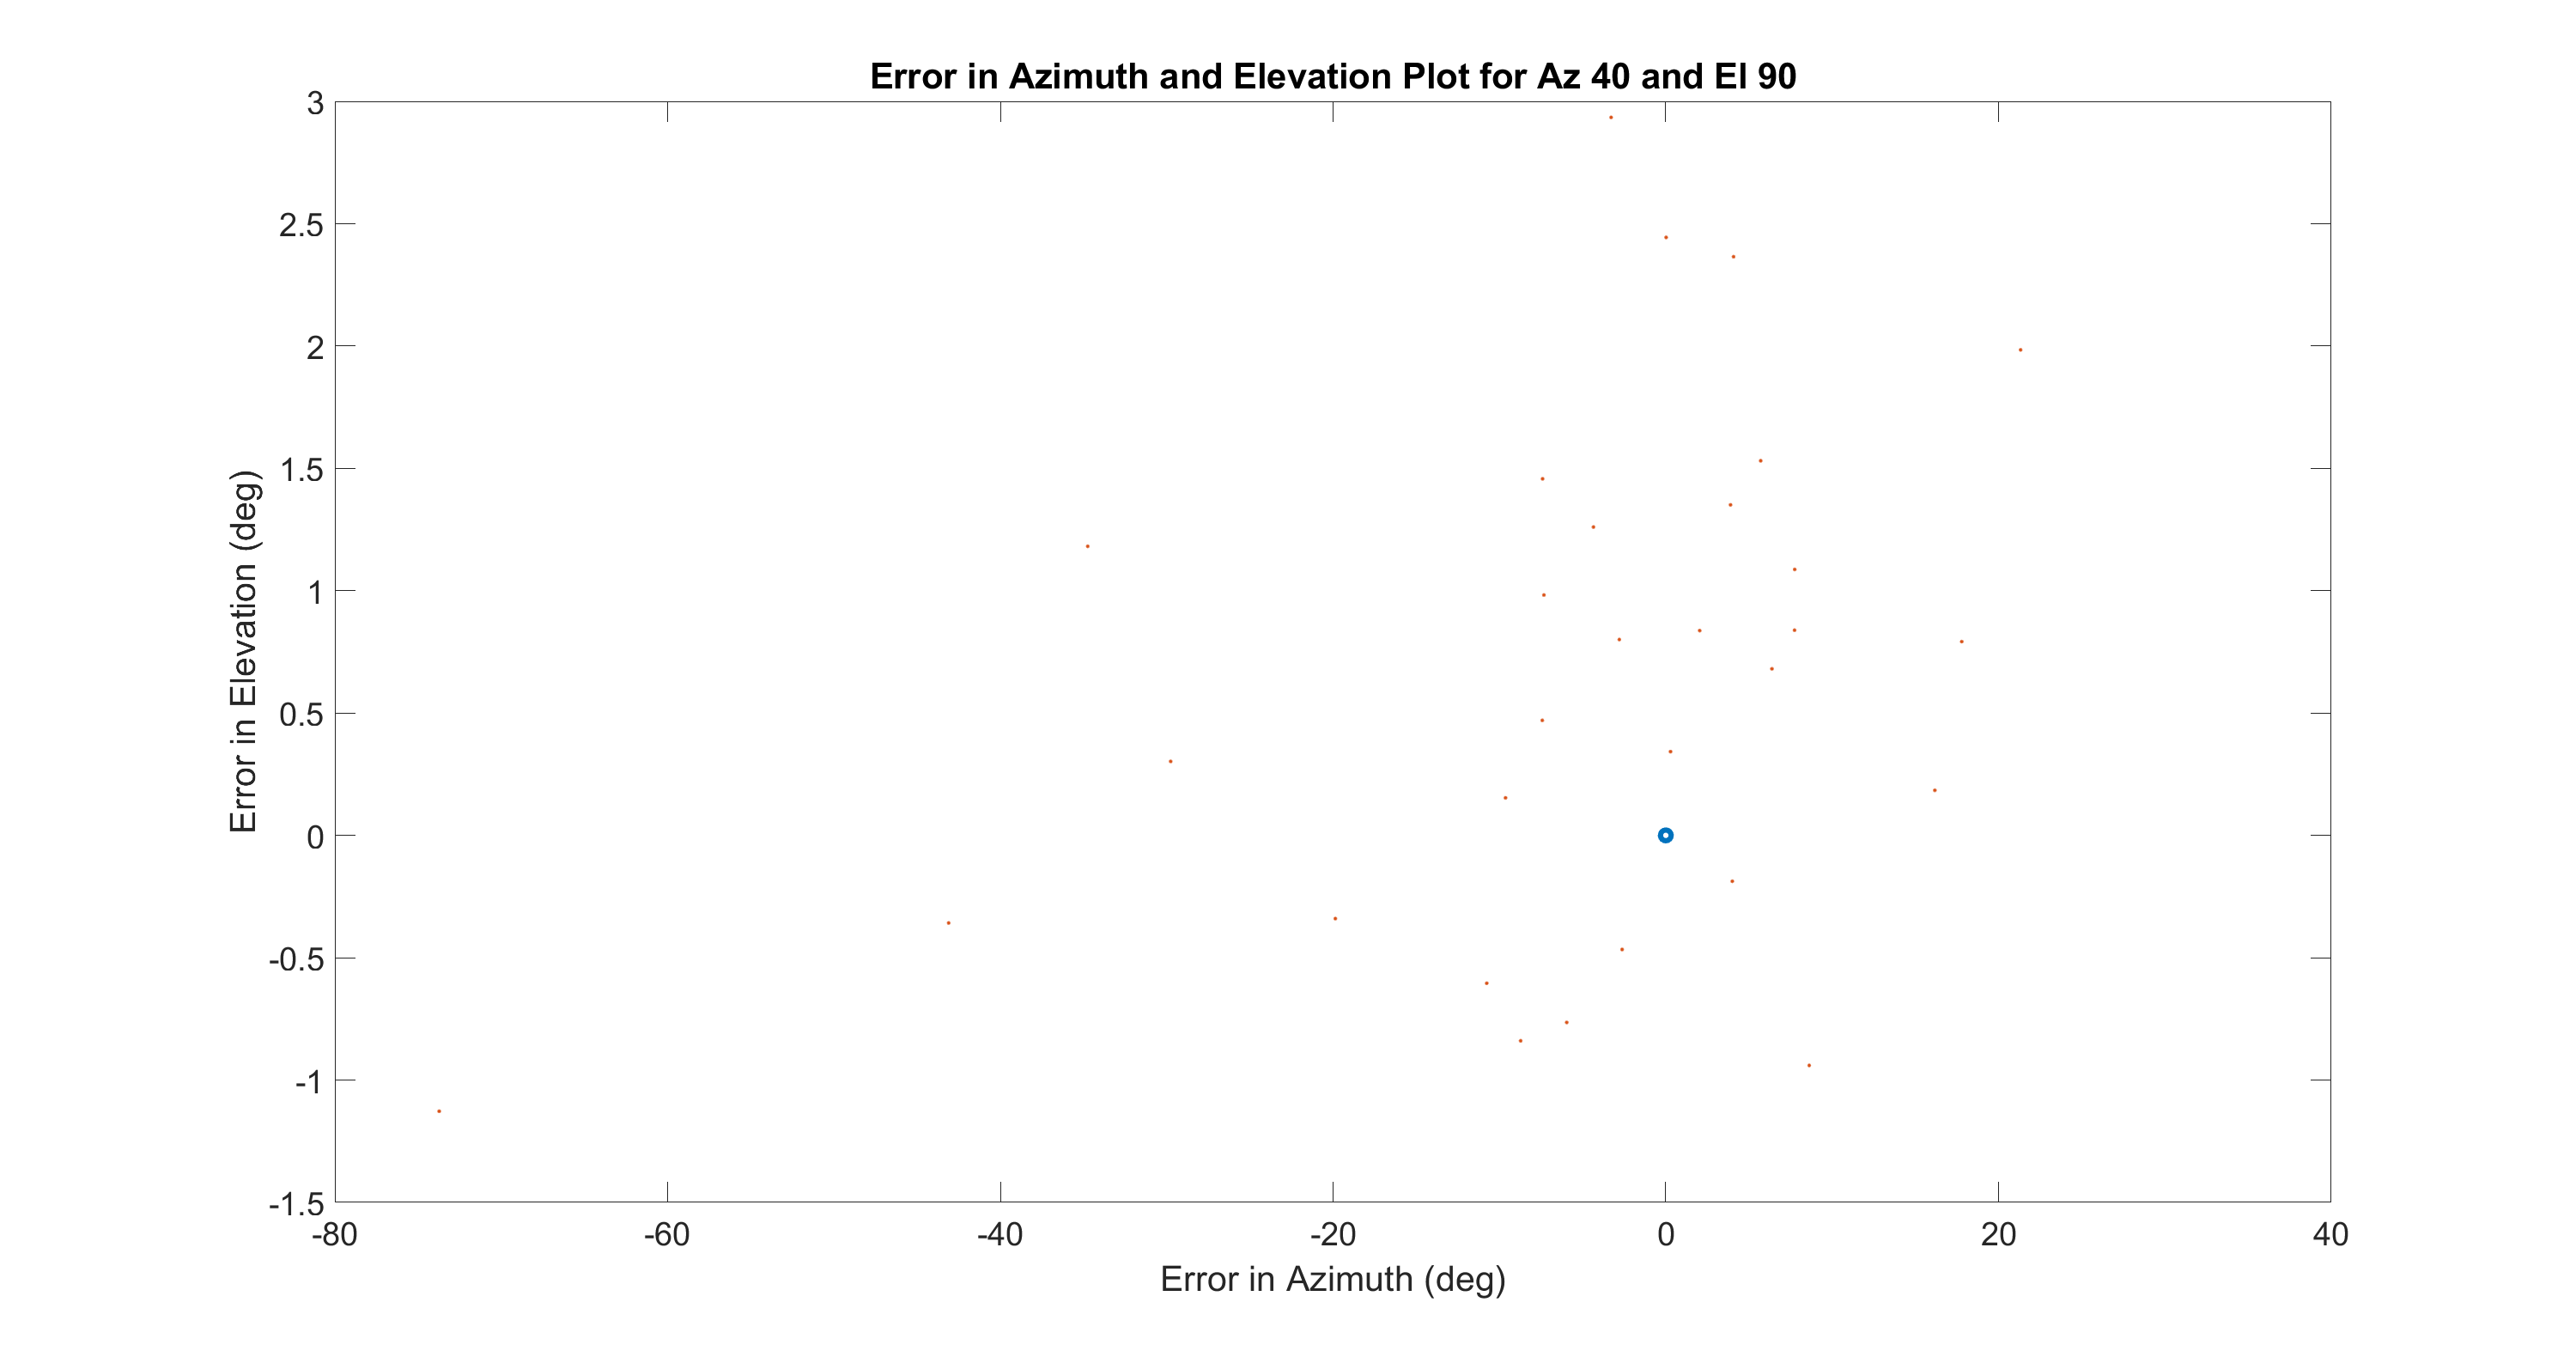 Error in Azimuth and Elevation Plot for Az 40 and El 90
3
2.5
2
1.5
1
0.5
0
-0.5
-1
-1.5
Error in Elevation (deg)
-80 -60 -40 -20 0 20 40
Error in Azimuth (deg)